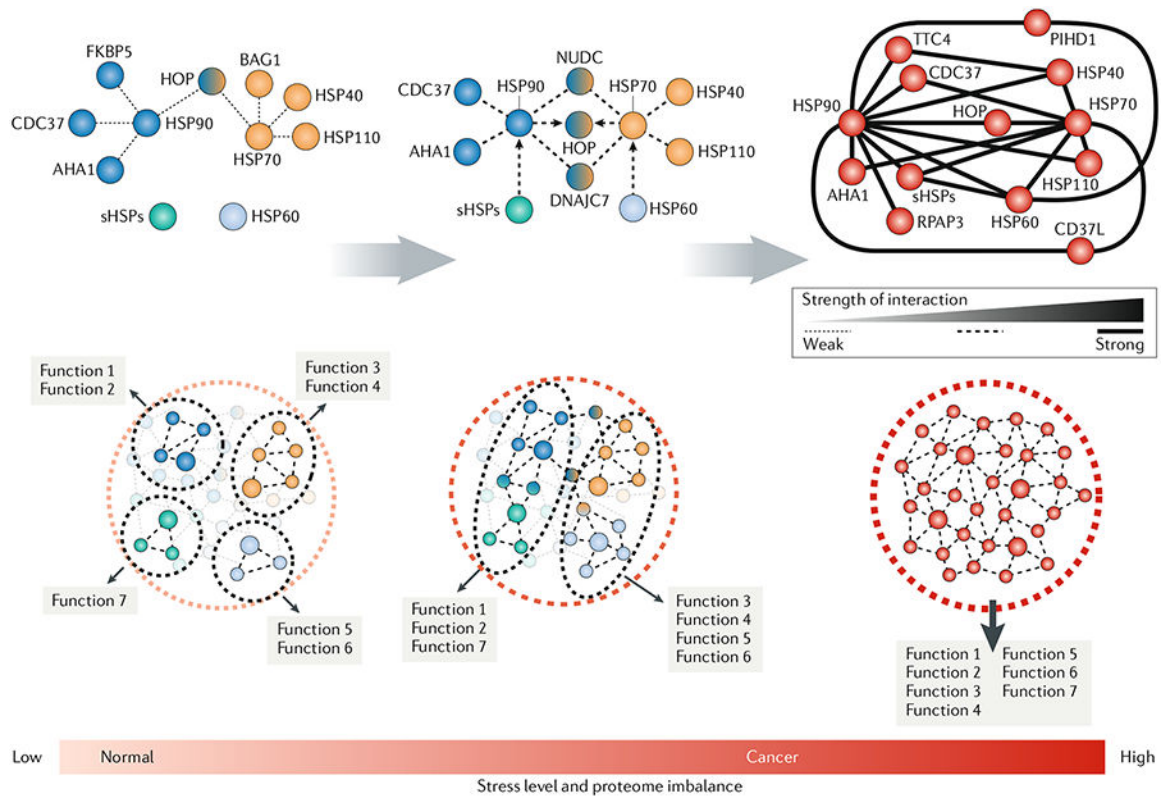 FKBP5
HOP
BAG1
HSP40
CDC37
HSP90
HSP110
HSP70
AHA1
sHSPs
HSP60
NUDC
CDC37
HSP90
HSP70
HSP40
AHA1
HOP
HSP110
DNAJC7
sHSPs
HSP60
TTC4
PIHD1
CDC37
HSP40
HSP90
HOP
HSP70
AHA1
sHSPs
HSP110
HSP60
RPAP3
CD37L
Strength of interaction
Weak
Strong
Function 1
Function 2
Function 3
Function 4
Function 7
Function 5
Function 6
Function 1
Function 2
Function 7
Function 3
Function 4
Function 5
Function 6
Function 1
Function 2
Function 3
Function 4
Function 5
Function 6
Function 7
Low
Normal
Cancer
High
Stress level and proteome imbalance